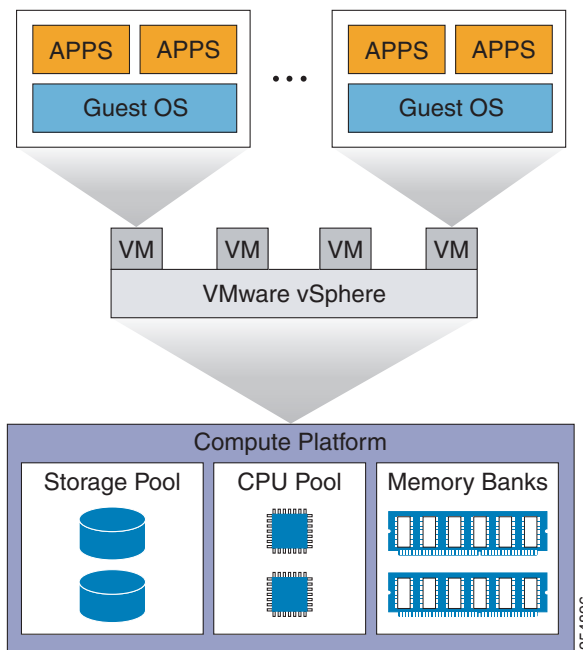 APPS APPS ... APPS APPS
Guest OS Guest OS
VM VM VM VM
VMware vSphere
Compute Platform
Storage Pool CPU Pool Memory Banks